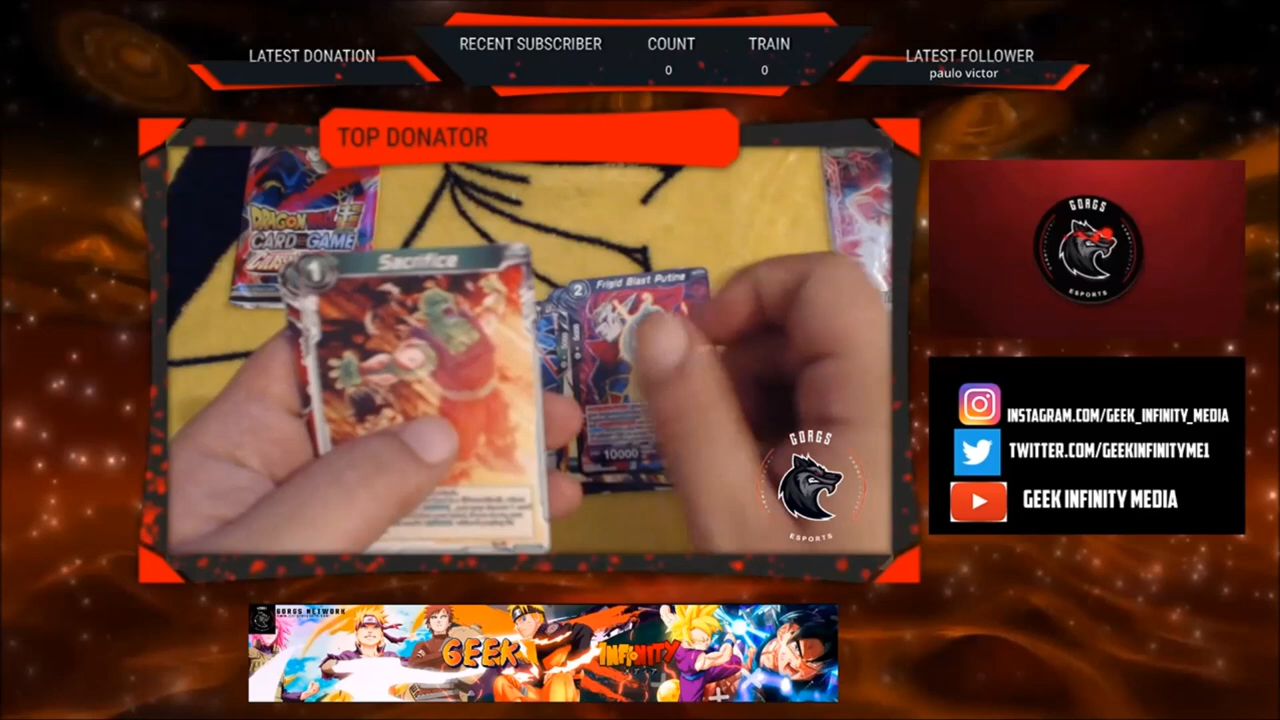 LATEST DONATION
RECENT SUBSCRIBER
COUNT
TRAIN
0
0
LATEST FOLLOWER
paulo victor
TOP DONATOR
DRAGON
CARD GAME
1
Sacrifice
2
Frigid Blast Putine
10000
GORGS
ESPORTS
GORGS
ESPORTS
INSTAGRAM.COM/GEEK_INFINITY_MEDIA
TWITTER.COM/GEEKINFINITYME1
GEEK INFINITY MEDIA
GORGS NETWORK
GEEK INFINITY